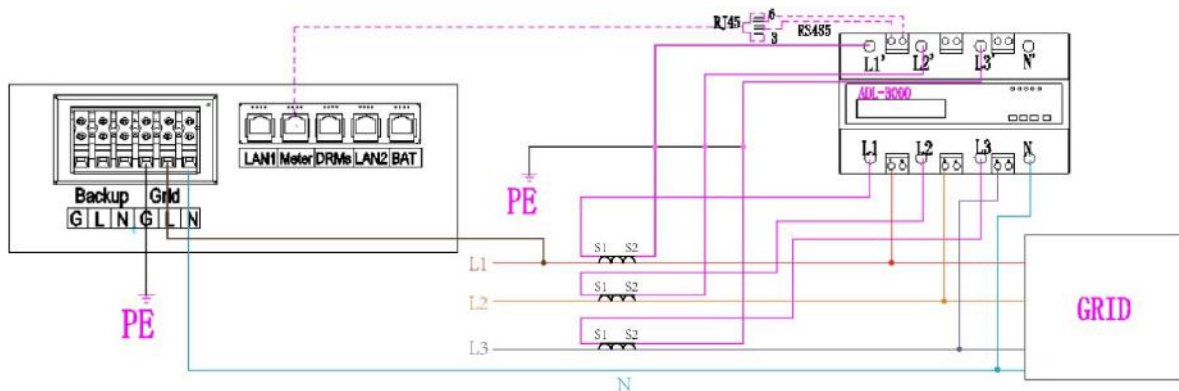 RJ45
6
3
RS485
L1' L2' L3' N'
ADL-3000
L1 L2 L3 N
LAN1 Meter DRMs LAN2 BAT
Backup Grid
G L N G L N
PE
PE
S1 S2
L1
S1 S2
L2
S1 S2
L3
N
GRID